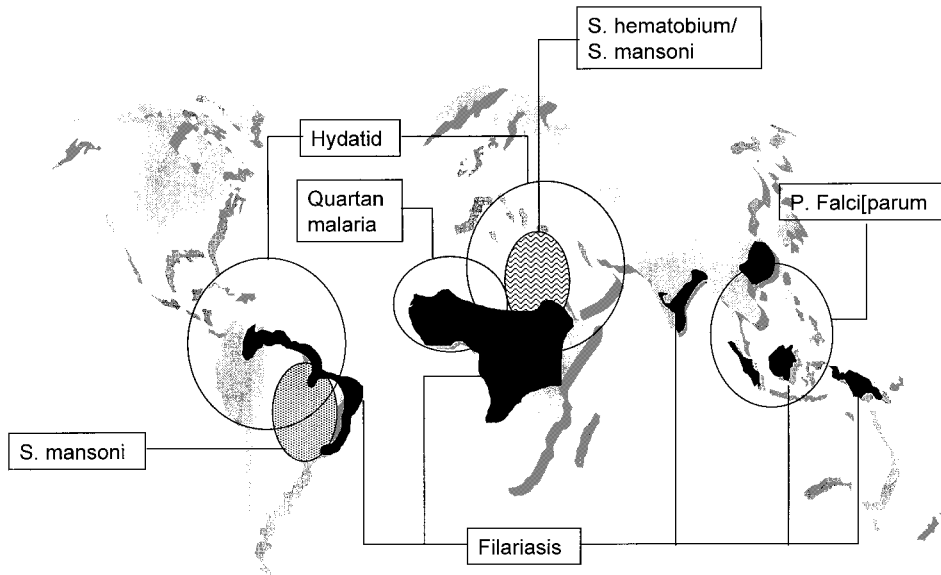 S. hematobium/
S. mansoni
Hydatid
Quartan
malaria
P. Falci[parum
S. mansoni
Filariasis